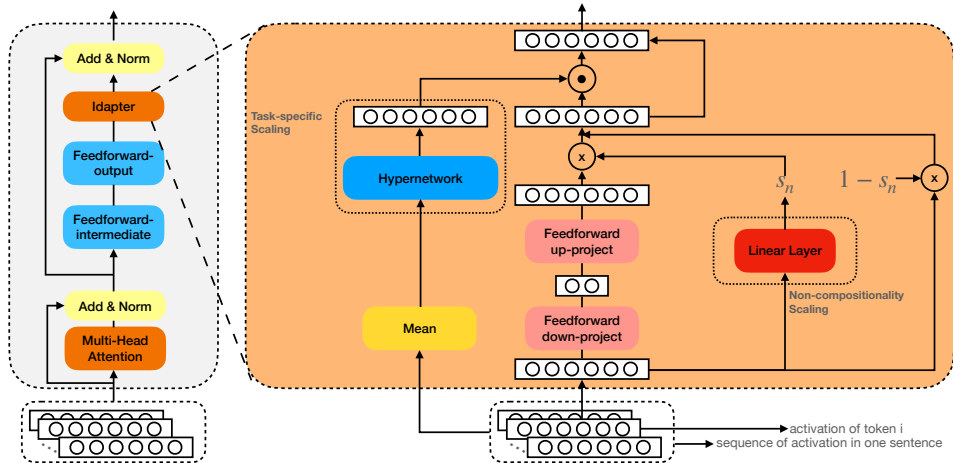 Add & Norm
Idapter
Feedforward-
output
Feedforward-
intermediate
Add & Norm
Multi-Head
Attention
Task-specific
Scaling
Hypernetwork
Mean
x
Feedforward
up-project
Feedforward
down-project
sₙ
1 − sₙ
x
Linear Layer
Non-compositionality
Scaling
activation of token i
sequence of activation in one sentence